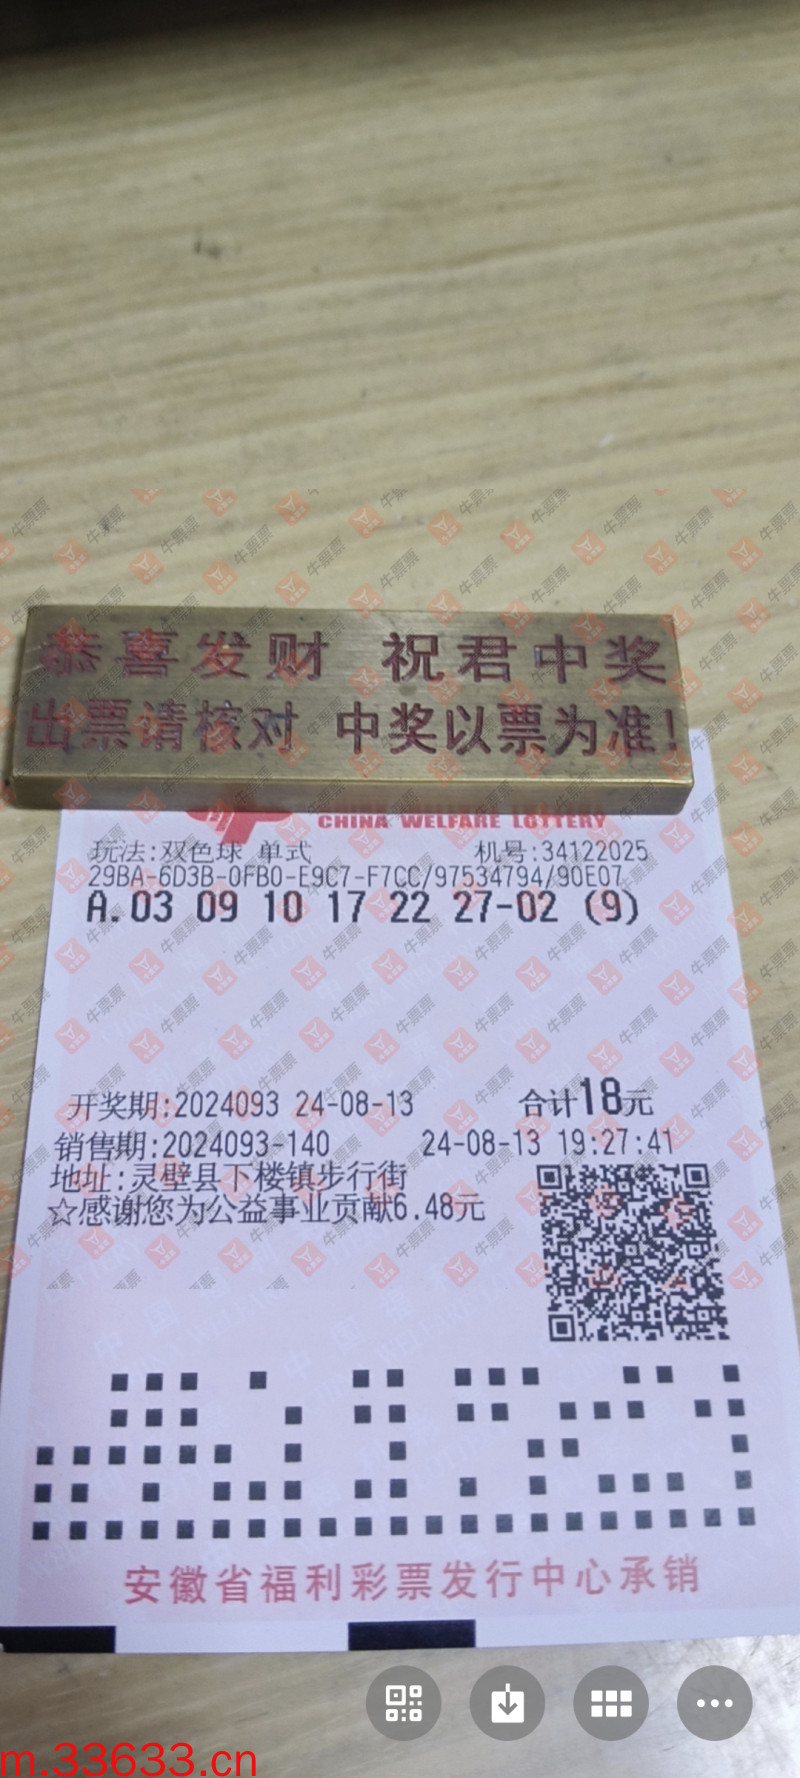 恭喜发财 祝君中奖
出票请核对 中奖以票为准!
CHINA WELFARE LOTTERY
玩法:双色球 单式 机号:34122025
29BA-6D3B-0FB0-E9C7-F7CC/97534794/90E07
A.03 09 10 17 22 27-02 (9)
开奖期:2024093 24-08-13 合计18元
销售期:2024093-140 24-08-13 19:27:41
地址:灵壁县下楼镇步行街
☆感谢您为公益事业贡献6.48元
安徽省福利彩票发行中心承销
牛票票
m.33633.cn